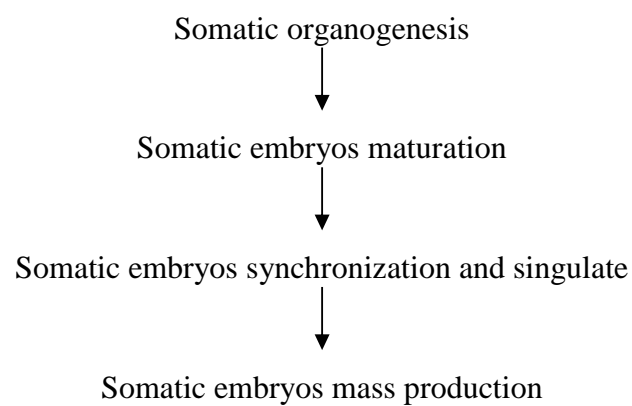 Somatic organogenesis
Somatic embryos maturation
Somatic embryos synchronization and singulate
Somatic embryos mass production